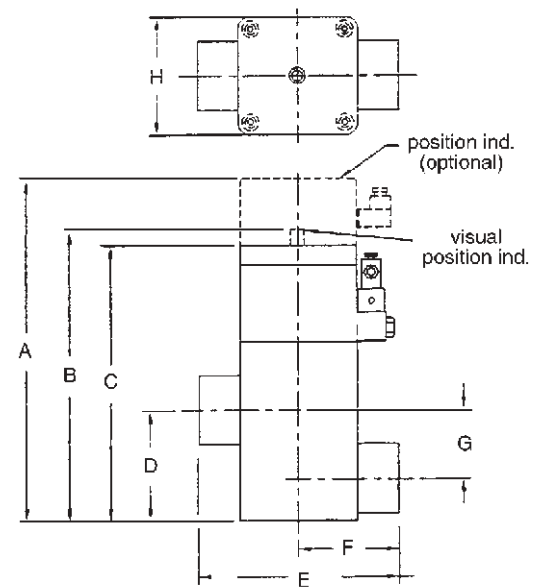 H
position ind.
(optional)
visual
position ind.
A
B
C
D
G
F
E